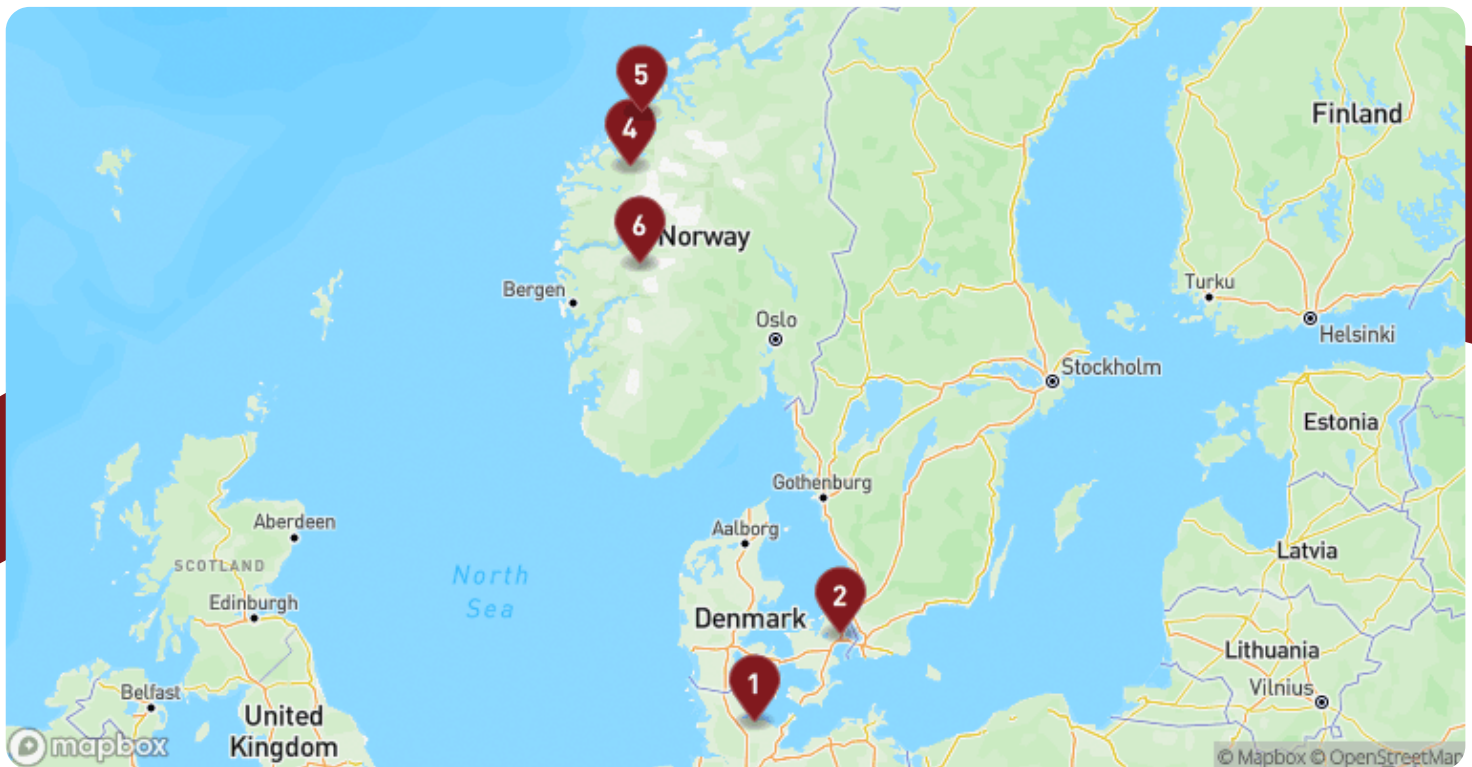 5
Finland
4
6
Norway
Turku
Bergen
Oslo
Helsinki
Stockholm
Estonia
Gothenburg
Aberdeen
Aalborg
Latvia
SCOTLAND
North
Sea
Edinburgh
2
Denmark
Lithuania
1
Vilnius
Belfast
United
Kingdom
mapbox
© Mapbox © OpenStreetMap